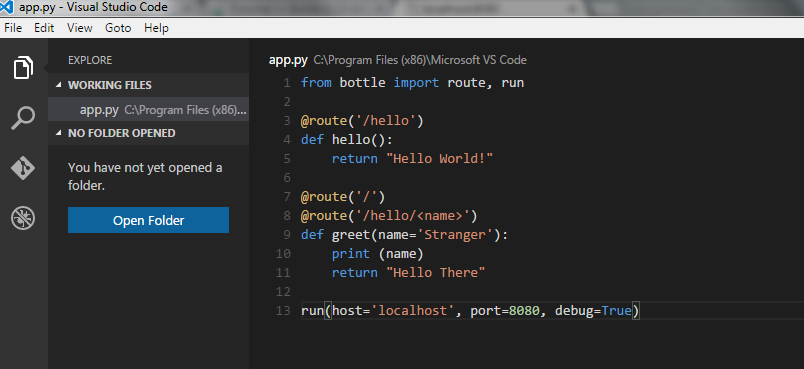 app.py - Visual Studio Code
File Edit View Goto Help
EXPLORE
WORKING FILES
app.py C:\Program Files (x86)...
NO FOLDER OPENED
You have not yet opened a
folder.
Open Folder
app.py C:\Program Files (x86)\Microsoft VS Code
1 from bottle import route, run
2
3 @route('/hello')
4 def hello():
5     return "Hello World!"
6
7 @route('/')
8 @route('/hello/<name>')
9 def greet(name='Stranger'):
10     print (name)
11     return "Hello There"
12
13 run(host='localhost', port=8080, debug=True)